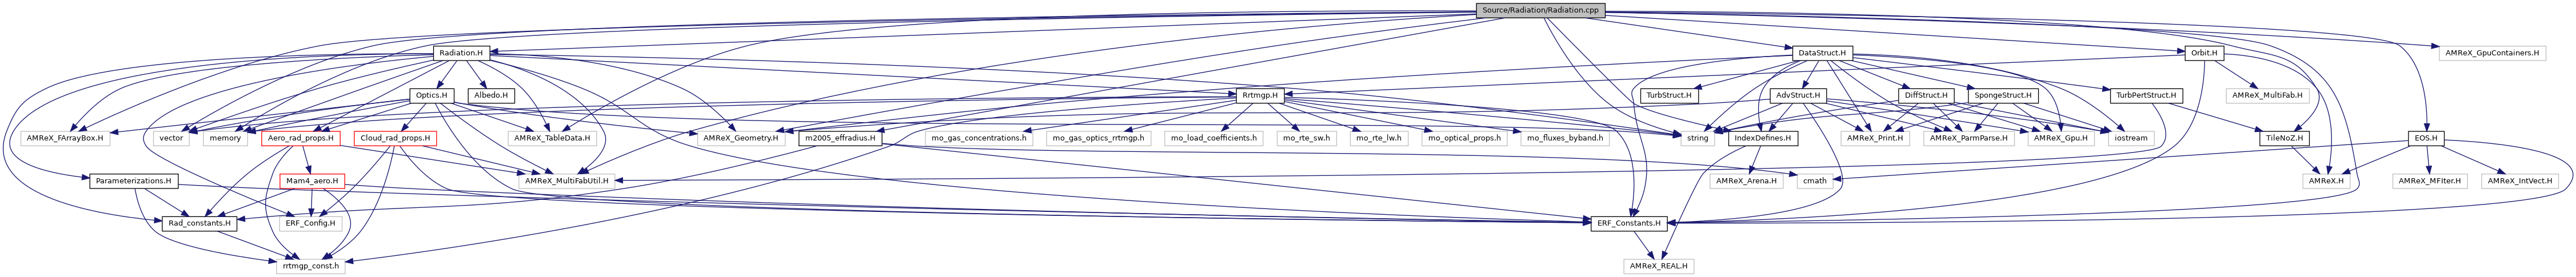 Source/Radiation/Radiation.cpp
Radiation.H
DataStruct.H
Orbit.H
AMReX_GpuContainers.H
Optics.H
Albedo.H
Rrtmgp.H
TurbStruct.H
AdvStruct.H
DiffStruct.H
SpongeStruct.H
TurbPertStruct.H
AMReX_MultiFab.H
AMReX_FArrayBox.H
vector
memory
Aero_rad_props.H
Cloud_rad_props.H
AMReX_TableData.H
AMReX_Geometry.H
m2005_effradius.H
mo_gas_concentrations.h
mo_gas_optics_rrtmgp.h
mo_load_coefficients.h
mo_rte_sw.h
mo_rte_lw.h
mo_optical_props.h
mo_fluxes_byband.h
string
IndexDefines.H
AMReX_Print.H
AMReX_ParmParse.H
AMReX_Gpu.H
iostream
TileNoZ.H
EOS.H
Parameterizations.H
Mam4_aero.H
AMReX_MultiFabUtil.H
AMReX_Arena.H
cmath
AMReX.H
AMReX_MFIter.H
AMReX_IntVect.H
Rad_constants.H
ERF_Config.H
ERF_Constants.H
rrtmgp_const.h
AMReX_REAL.H